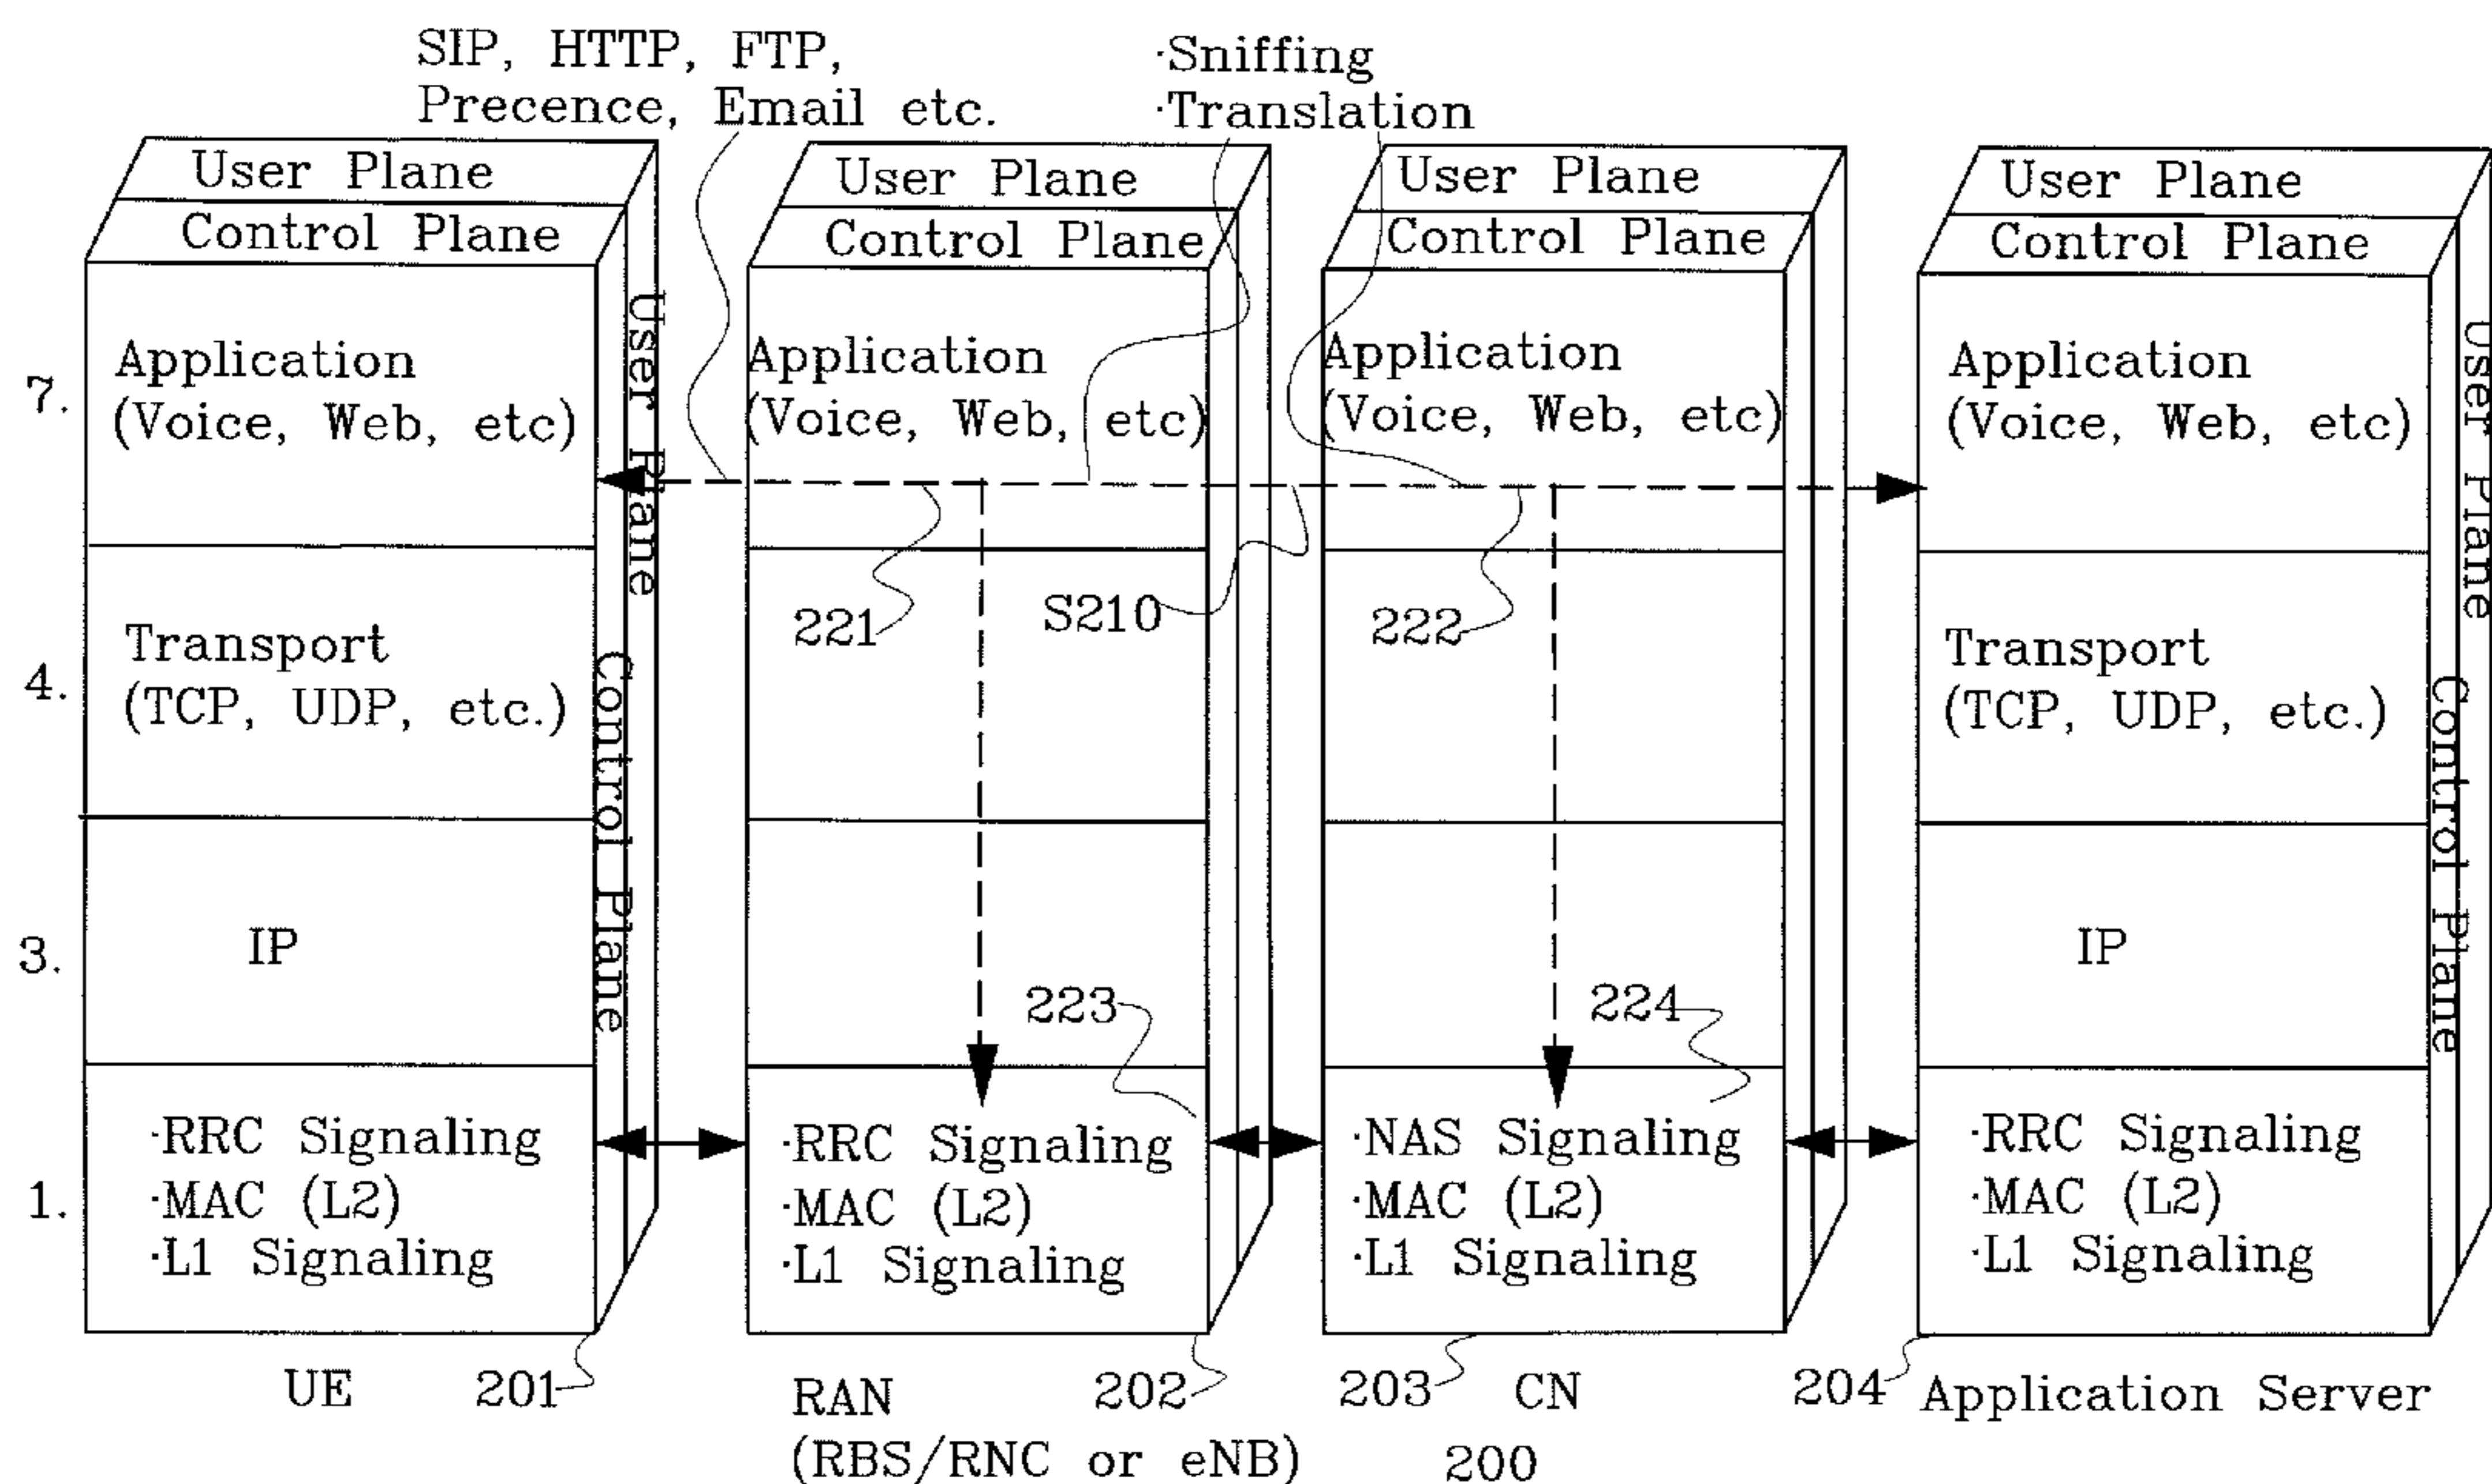 SIP, HTTP, FTP,
Precence, Email etc.
·Sniffing
·Translation
User Plane
Control Plane
User Plane
Control Plane
User Plane
Control Plane
User Plane
Control Plane
7.
Application
(Voice, Web, etc)
User Plane
Application
(Voice, Web, etc)
Application
(Voice, Web, etc)
Application
(Voice, Web, etc)
User Plane
4.
Transport
(TCP, UDP, etc.)
Control Plane
221
S210
222
Transport
(TCP, UDP, etc.)
Control Plane
3.
IP
223
224
IP
1.
·RRC Signaling
·MAC (L2)
·L1 Signaling
·RRC Signaling
·MAC (L2)
·L1 Signaling
·NAS Signaling
·MAC (L2)
·L1 Signaling
·RRC Signaling
·MAC (L2)
·L1 Signaling
UE
201
RAN
(RBS/RNC or eNB)
202
203
CN
200
204
Application Server